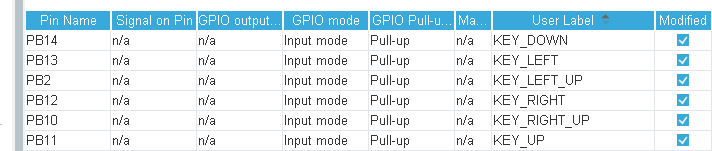 Pin Name Signal on Pin GPIO output... GPIO mode GPIO Pull-u... Ma... User Label Modified
PB14 n/a n/a Input mode Pull-up n/a KEY_DOWN
PB13 n/a n/a Input mode Pull-up n/a KEY_LEFT
PB2 n/a n/a Input mode Pull-up n/a KEY_LEFT_UP
PB12 n/a n/a Input mode Pull-up n/a KEY_RIGHT
PB10 n/a n/a Input mode Pull-up n/a KEY_RIGHT_UP
PB11 n/a n/a Input mode Pull-up n/a KEY_UP